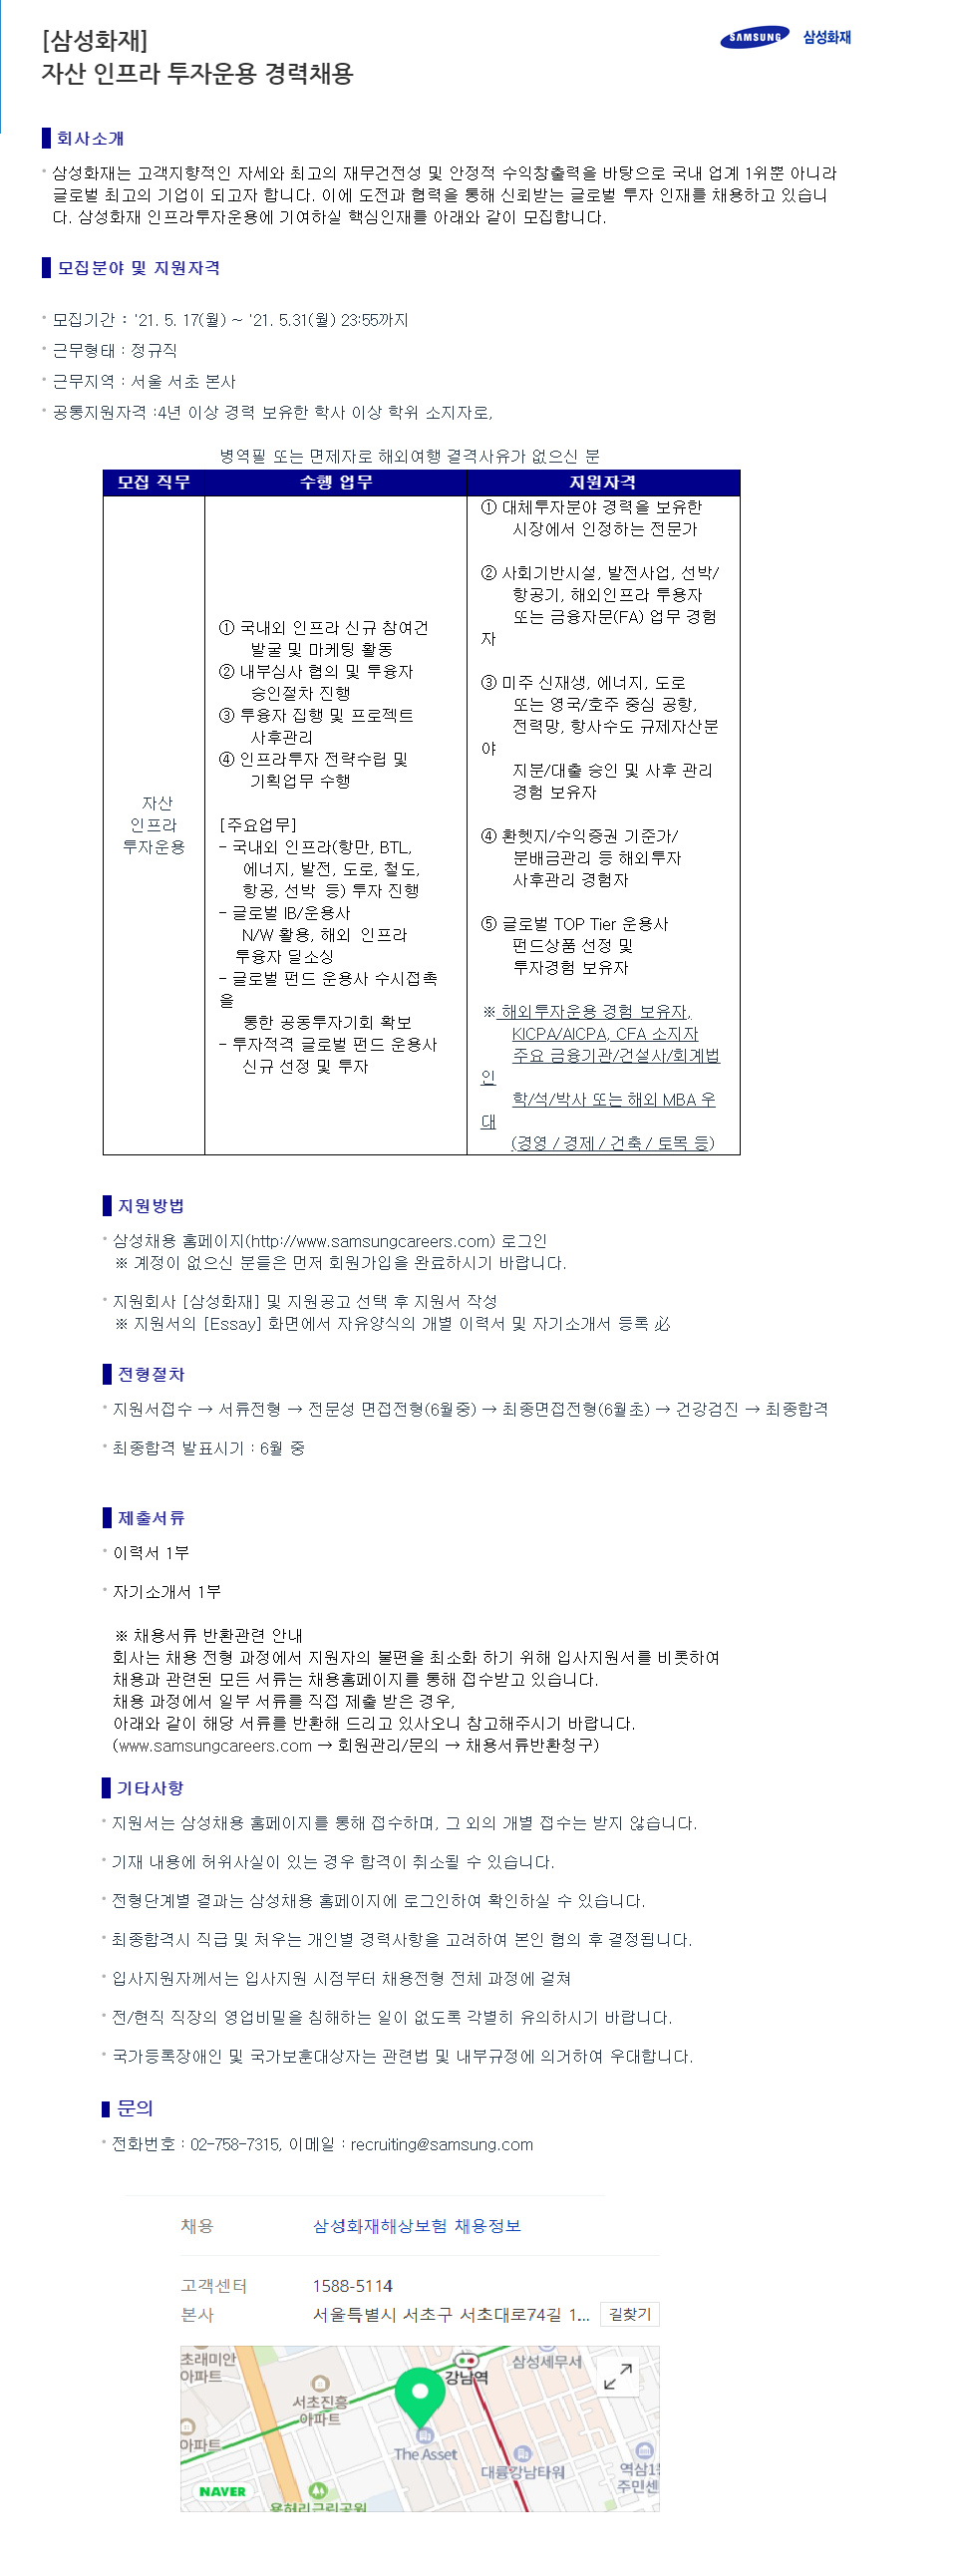 [삼성화재]
자산 인프라 투자운용 경력채용
SAMSUNG 삼성화재
회사소개
삼성화재는 고객지향적인 자세와 최고의 재무건전성 및 안정적 수익창출력을 바탕으로 국내 업계 1위뿐 아니라
글로벌 최고의 기업이 되고자 합니다. 이에 도전과 협력을 통해 신뢰받는 글로벌 투자 인재를 채용하고 있습니
다. 삼성화재 인프라투자운용에 기여하실 핵심인재를 아래와 같이 모집합니다.
모집분야 및 지원자격
모집기간 : '21. 5. 17(월) ~ '21. 5.31(월) 23:55까지
근무형태 : 정규직
근무지역 : 서울 서초 본사
공통지원자격 :4년 이상 경력 보유한 학사 이상 학위 소지자로,
병역필 또는 면제자로 해외여행 결격사유가 없으신 분
모집 직무
수행 업무
지원자격
자산
인프라
투자운용
① 국내외 인프라 신규 참여건
발굴 및 마케팅 활동
② 내부심사 협의 및 투융자
승인절차 진행
③ 투융자 집행 및 프로젝트
사후관리
④ 인프라투자 전략수립 및
기획업무 수행
[주요업무]
- 국내외 인프라(항만, BTL,
에너지, 발전, 도로, 철도,
항공, 선박 등) 투자 진행
- 글로벌 IB/운용사
N/W 활용, 해외 인프라
투융자 딜소싱
- 글로벌 펀드 운용사 수시접촉
을
통한 공동투자기회 확보
- 투자적격 글로벌 펀드 운용사
신규 선정 및 투자
① 대체투자분야 경력을 보유한
시장에서 인정하는 전문가
② 사회기반시설, 발전사업, 선박/
항공기, 해외인프라 투융자
또는 금융자문(FA) 업무 경험
자
③ 미주 신재생, 에너지, 도로
또는 영국/호주 중심 공항,
전력망, 항사수도 규제자산분
야
지분/대출 승인 및 사후 관리
경험 보유자
④ 환헷지/수익증권 기준가/
분배금관리 등 해외투자
사후관리 경험자
⑤ 글로벌 TOP Tier 운용사
펀드상품 선정 및
투자경험 보유자
※ 해외투자운용 경험 보유자,
KICPA/AICPA, CFA 소지자
주요 금융기관/건설사/회계법
인
학/석/박사 또는 해외 MBA 우
대
(경영 / 경제 / 건축 / 토목 등)
지원방법
삼성채용 홈페이지(http://www.samsungcareers.com) 로그인
※ 계정이 없으신 분들은 먼저 회원가입을 완료하시기 바랍니다.
지원회사 [삼성화재] 및 지원공고 선택 후 지원서 작성
※ 지원서의 [Essay] 화면에서 자유양식의 개별 이력서 및 자기소개서 등록 必
전형절차
지원서접수 → 서류전형 → 전문성 면접전형(6월중) → 최종면접전형(6월초) → 건강검진 → 최종합격
최종합격 발표시기 : 6월 중
제출서류
이력서 1부
자기소개서 1부
※ 채용서류 반환관련 안내
회사는 채용 전형 과정에서 지원자의 불편을 최소화 하기 위해 입사지원서를 비롯하여
채용과 관련된 모든 서류는 채용홈페이지를 통해 접수받고 있습니다.
채용 과정에서 일부 서류를 직접 제출 받은 경우,
아래와 같이 해당 서류를 반환해 드리고 있사오니 참고해주시기 바랍니다.
(www.samsungcareers.com → 회원관리/문의 → 채용서류반환청구)
기타사항
지원서는 삼성채용 홈페이지를 통해 접수하며, 그 외의 개별 접수는 받지 않습니다.
기재 내용에 허위사실이 있는 경우 합격이 취소될 수 있습니다.
전형단계별 결과는 삼성채용 홈페이지에 로그인하여 확인하실 수 있습니다.
최종합격시 직급 및 처우는 개인별 경력사항을 고려하여 본인 협의 후 결정됩니다.
입사지원자께서는 입사지원 시점부터 채용전형 전체 과정에 걸쳐
전/현직 직장의 영업비밀을 침해하는 일이 없도록 각별히 유의하시기 바랍니다.
국가등록장애인 및 국가보훈대상자는 관련법 및 내부규정에 의거하여 우대합니다.
문의
전화번호 : 02-758-7315, 이메일 : recruiting@samsung.com
채용 삼성화재해상보험 채용정보
고객센터 1588-5114
본사 서울특별시 서초구 서초대로74길 1... 길찾기
초래미안
아파트
강남역
삼성세무서
서초진흥
아파트
아파트
The Asset
대륭강남타워
역삼1
주민센
NAVER
용허리근린공원